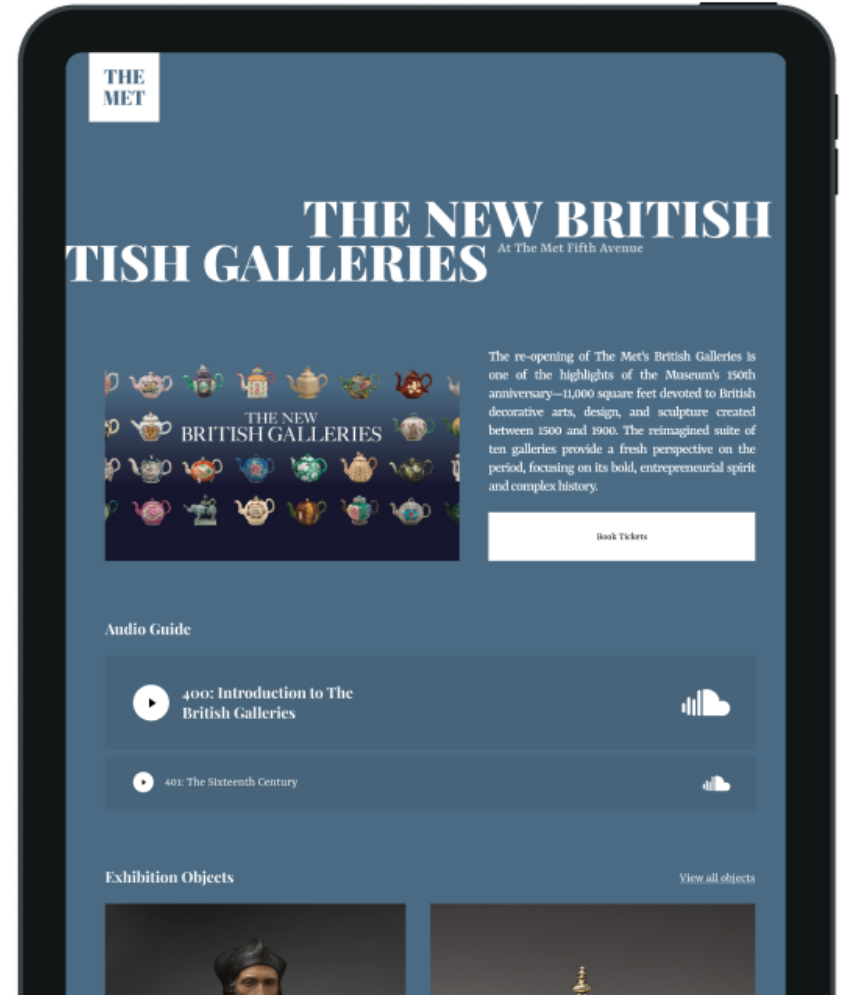 THE
MET
THE NEW BRITISH
TISH GALLERIES
At The Met Fifth Avenue
THE NEW
BRITISH GALLERIES
The re-opening of The Met's British Galleries is
one of the highlights of the Museum's 150th
anniversary—11,000 square feet devoted to British
decorative arts, design, and sculpture created
between 1500 and 1900. The reimagined suite of
ten galleries provide a fresh perspective on the
period, focusing on its bold, entrepreneurial spirit
and complex history.
Book Tickets
Audio Guide
400: Introduction to The
British Galleries
401: The Sixteenth Century
Exhibition Objects
View all objects